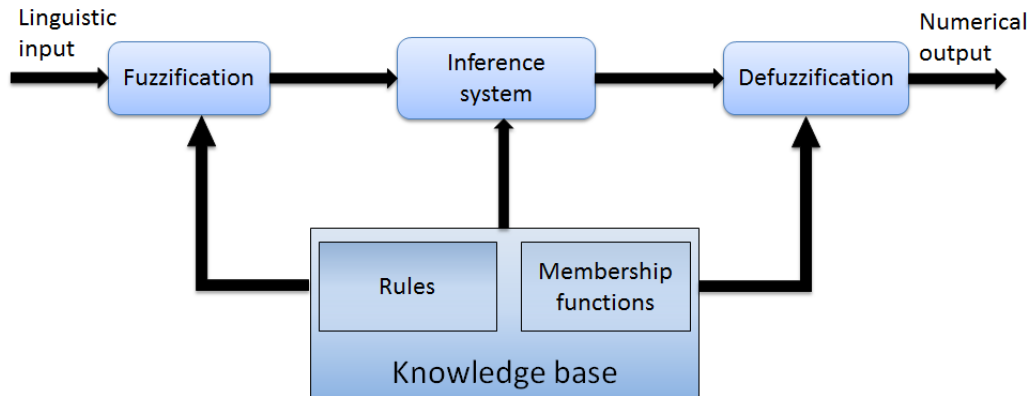 Linguistic
input
Numerical
output
Fuzzification
Inference
system
Defuzzification
Rules
Membership
functions
Knowledge base